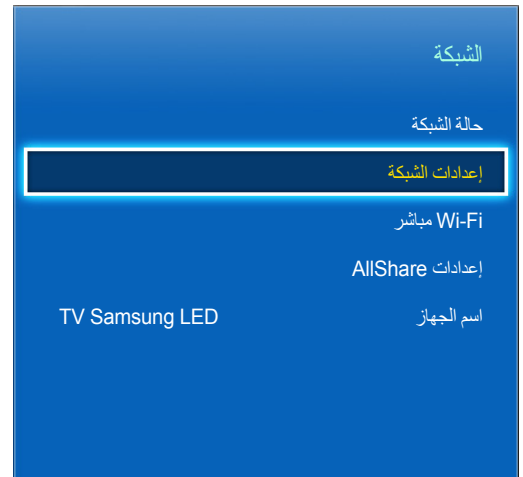 الشبكة
حالة الشبكة
إعدادات الشبكة
Wi-Fi مباشر
إعدادات AllShare
اسم الجهاز TV Samsung LED